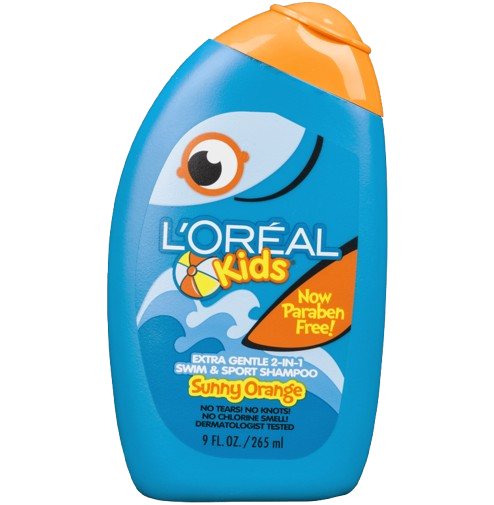 L'ORÉAL
Kids
Now
Paraben
Free!
EXTRA GENTLE 2-IN-1
SWIM & SPORT SHAMPOO
Sunny Orange
NO TEARS! NO KNOTS!
NO CHLORINE SMELL!
DERMATOLOGIST TESTED
9 FL. OZ. / 265 ml